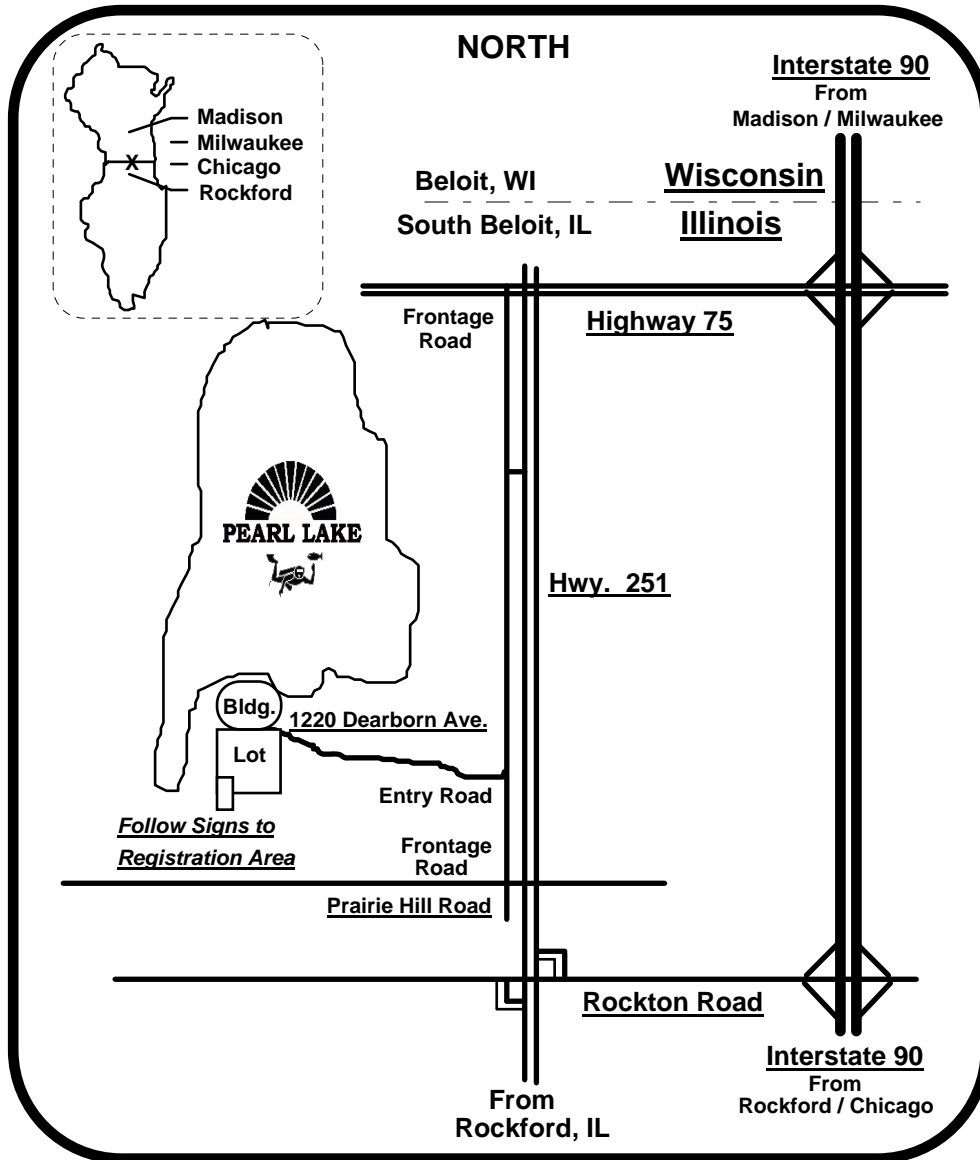 NORTH
Interstate 90
From
Madison / Milwaukee
Madison
Milwaukee
Chicago
Rockford
X
Beloit, WI
Wisconsin
South Beloit, IL
Illinois
Frontage
Road
Highway 75
PEARL LAKE
Hwy. 251
Bldg.
1220 Dearborn Ave.
Lot
Entry Road
Follow Signs to
Registration Area
Frontage
Road
Prairie Hill Road
Rockton Road
Interstate 90
From
Rockford / Chicago
From
Rockford, IL